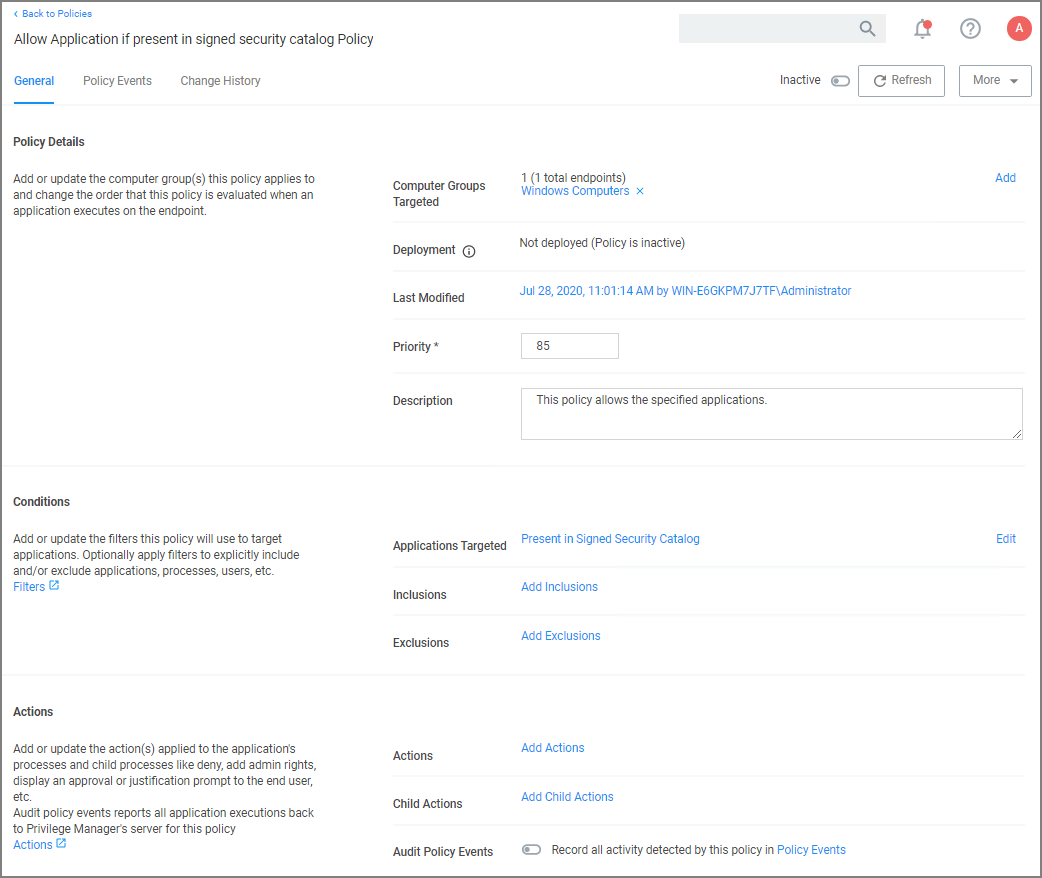 Back to Policies
Allow Application if present in signed security catalog Policy
A
General
Policy Events
Change History
Inactive
Refresh
More
Policy Details
Add or update the computer group(s) this policy applies to
and change the order that this policy is evaluated when an
application executes on the endpoint.
Computer Groups
Targeted
1 (1 total endpoints)
Windows Computers ×
Add
Deployment
Not deployed (Policy is inactive)
Last Modified
Jul 28, 2020, 11:01:14 AM by WIN-E6GKPM7J7TF\Administrator
Priority *
85
Description
This policy allows the specified applications.
Conditions
Add or update the filters this policy will use to target
applications. Optionally apply filters to explicitly include
and/or exclude applications, processes, users, etc.
Filters
Applications Targeted
Present in Signed Security Catalog
Edit
Inclusions
Add Inclusions
Exclusions
Add Exclusions
Actions
Add or update the action(s) applied to the application's
processes and child processes like deny, add admin rights,
display an approval or justification prompt to the end user,
etc.
Audit policy events reports all application executions back
to Privilege Manager's server for this policy
Actions
Actions
Add Actions
Child Actions
Add Child Actions
Audit Policy Events
Record all activity detected by this policy in Policy Events